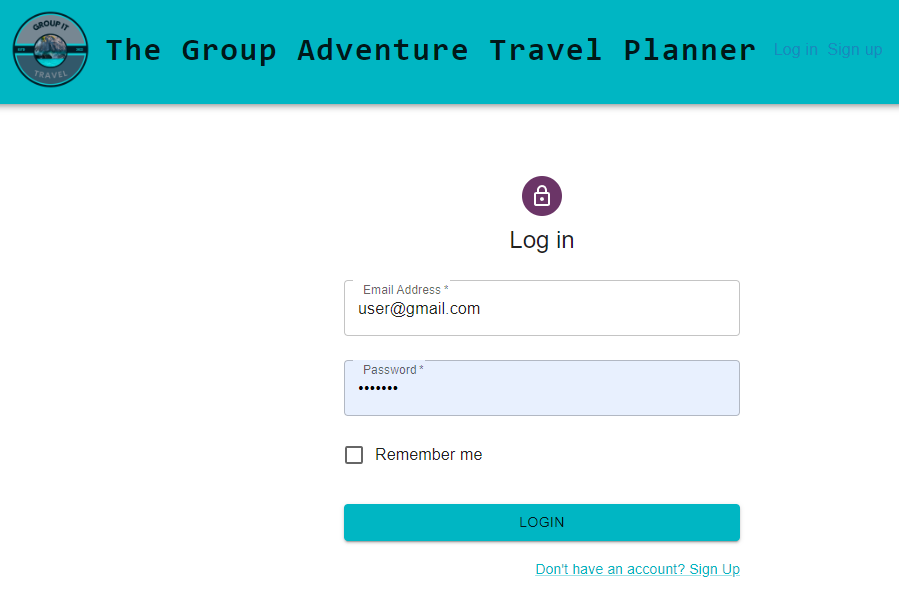 GROUP IT
TRAVEL
The Group Adventure Travel Planner
Log in Sign up
Log in
Email Address *
user@gmail.com
Password *
•••••••
Remember me
LOGIN
Don't have an account? Sign Up